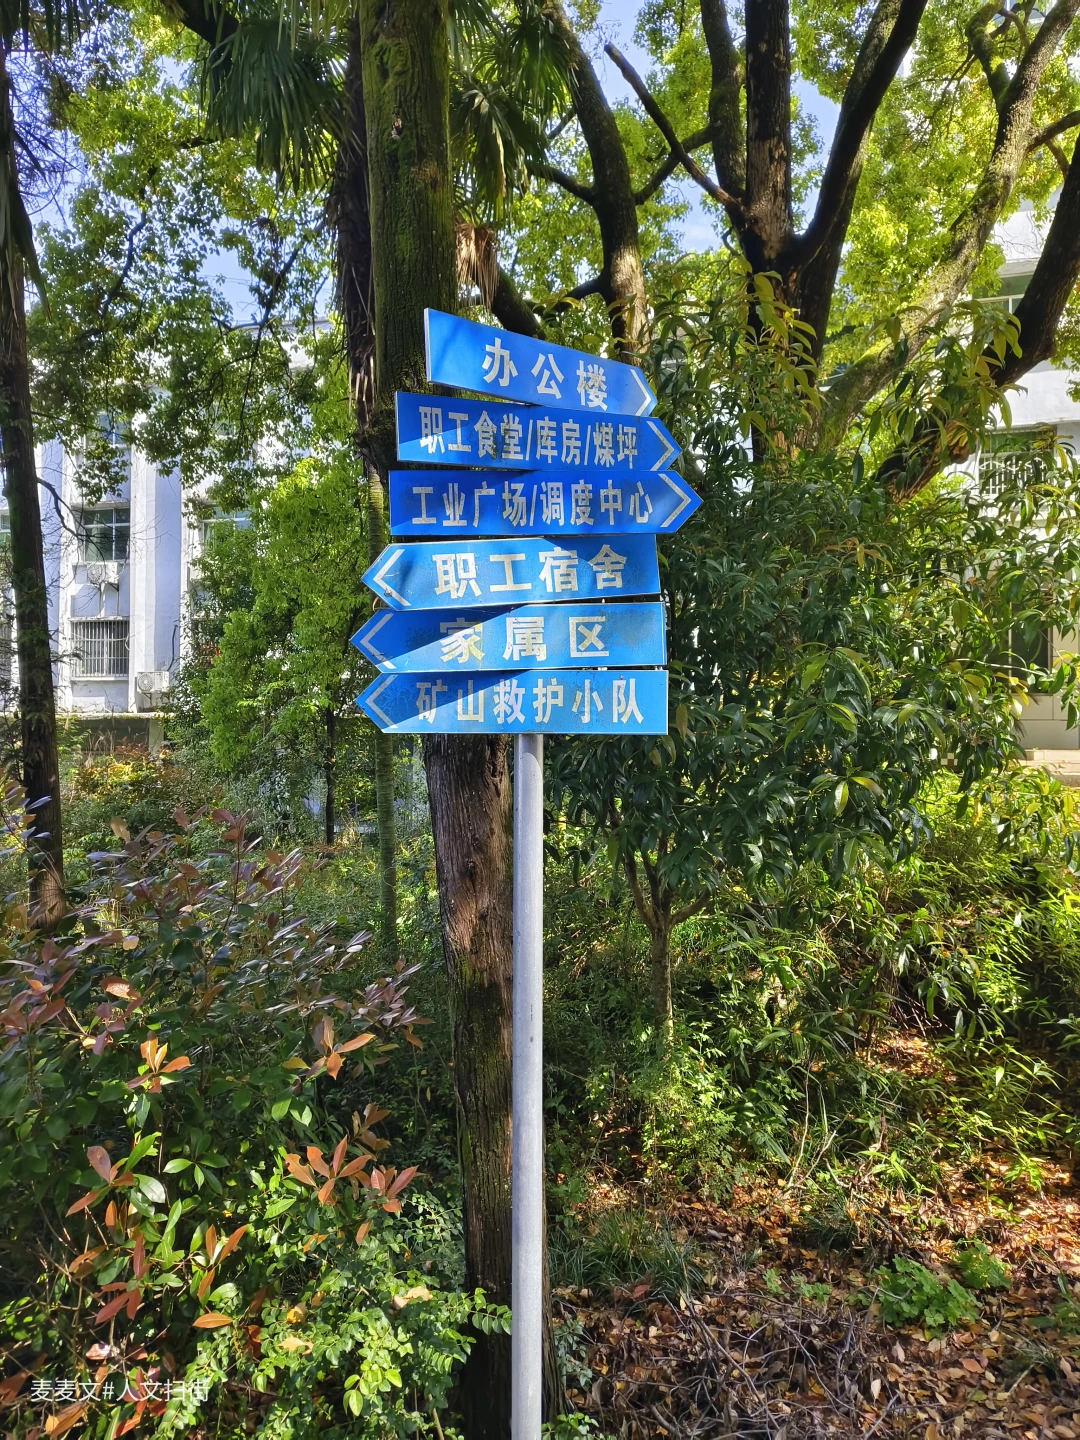 办公楼
职工食堂/库房/煤坪
工业广场/调度中心
职工宿舍
家属区
矿山救护小队
麦麦文#人文扫街